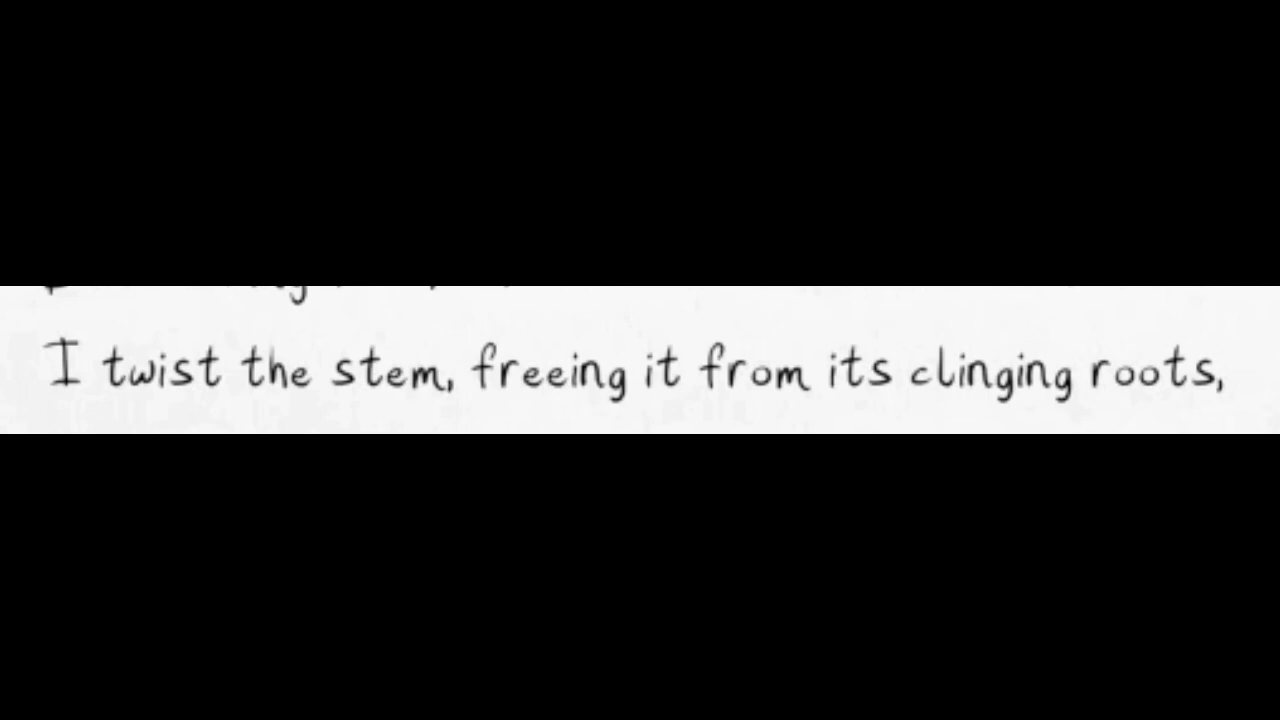 I twist the stem, freeing it from its clinging roots,